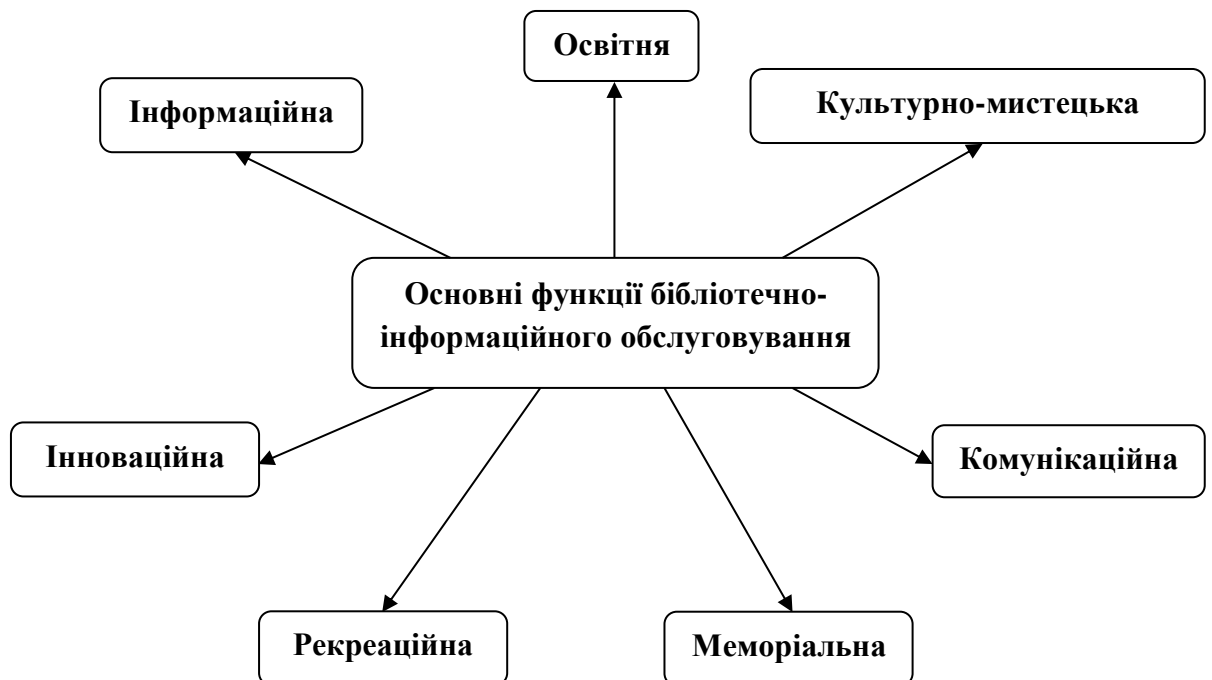 Освітня
Інформаційна
Культурно-мистецька
Основні функції бібліотечно-
інформаційного обслуговування
Інноваційна
Комунікаційна
Рекреаційна
Меморіальна